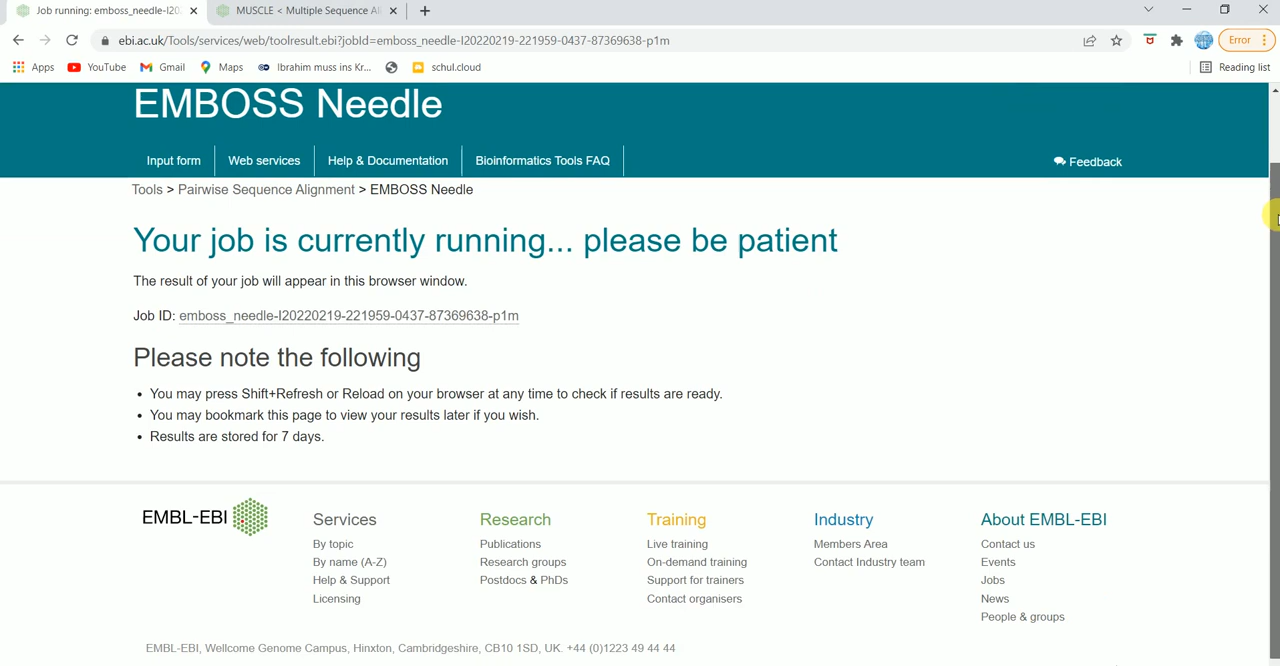 Job running: emboss_needle-I20
MUSCLE < Multiple Sequence Ali
ebi.ac.uk/Tools/services/web/toolresult.ebi?jobId=emboss_needle-I20220219-221959-0437-87369638-p1m
Error
Apps YouTube Gmail Maps Ibrahim muss ins Kr... schul.cloud Reading list
EMBOSS Needle
Input form Web services Help & Documentation Bioinformatics Tools FAQ Feedback
Tools > Pairwise Sequence Alignment > EMBOSS Needle
Your job is currently running... please be patient
The result of your job will appear in this browser window.
Job ID: emboss_needle-I20220219-221959-0437-87369638-p1m
Please note the following
• You may press Shift+Refresh or Reload on your browser at any time to check if results are ready.
• You may bookmark this page to view your results later if you wish.
• Results are stored for 7 days.
EMBL-EBI
Services
By topic
By name (A-Z)
Help & Support
Licensing
Research
Publications
Research groups
Postdocs & PhDs
Training
Live training
On-demand training
Support for trainers
Contact organisers
Industry
Members Area
Contact Industry team
About EMBL-EBI
Contact us
Events
Jobs
News
People & groups
EMBL-EBI, Wellcome Genome Campus, Hinxton, Cambridgeshire, CB10 1SD, UK. +44 (0)1223 49 44 44